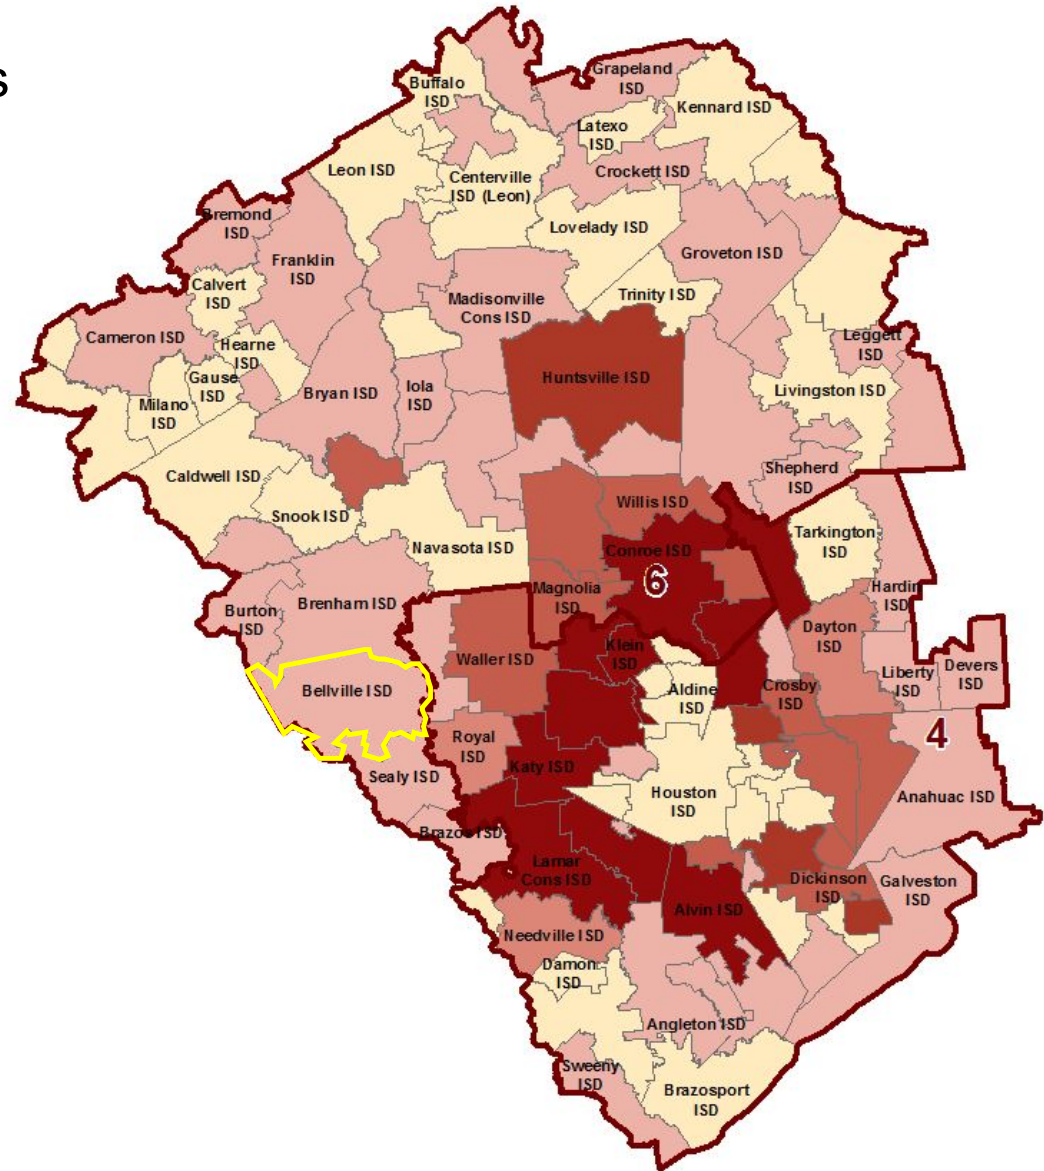 s
Grapeland
ISD
Buffalo
ISD
Kennard ISD
Latexo
ISD
Leon ISD
Crockett ISD
Centerville
ISD (Leon)
Bremond
ISD
Lovelady ISD
Groveton ISD
Franklin
ISD
Calvert
ISD
Trinity ISD
Madisonville
Cons ISD
Cameron ISD
Leggett
ISD
Hearne
ISD
Gause
ISD
Huntsville ISD
Bryan ISD
Iola
ISD
Livingston ISD
Milano
ISD
Caldwell ISD
Shepherd
ISD
Snook ISD
Willis ISD
Tarkington
ISD
Navasota ISD
Conroe ISD
6
Magnolia
ISD
Hardin
ISD
Burton
ISD
Brenham ISD
Dayton
ISD
Klein
ISD
Waller ISD
Liberty
ISD
Devers
ISD
Bellville ISD
Aldine
ISD
Crosby
ISD
4
Royal
ISD
Katy ISD
Sealy ISD
Houston
ISD
Anahuac ISD
Brazos ISD
Lamar
Cons ISD
Dickinson
ISD
Galveston
ISD
Alvin ISD
Needville ISD
Damon
ISD
Angleton ISD
Sweeny
ISD
Brazosport
ISD